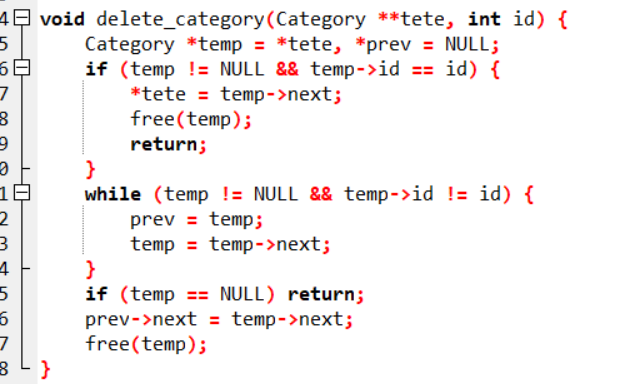 4 void delete_category(Category **tete, int id) {
5 Category *temp = *tete, *prev = NULL;
6 if (temp != NULL && temp->id == id) {
7 *tete = temp->next;
8 free(temp);
9 return;
0 }
1 while (temp != NULL && temp->id != id) {
2 prev = temp;
3 temp = temp->next;
4 }
5 if (temp == NULL) return;
6 prev->next = temp->next;
7 free(temp);
8 }